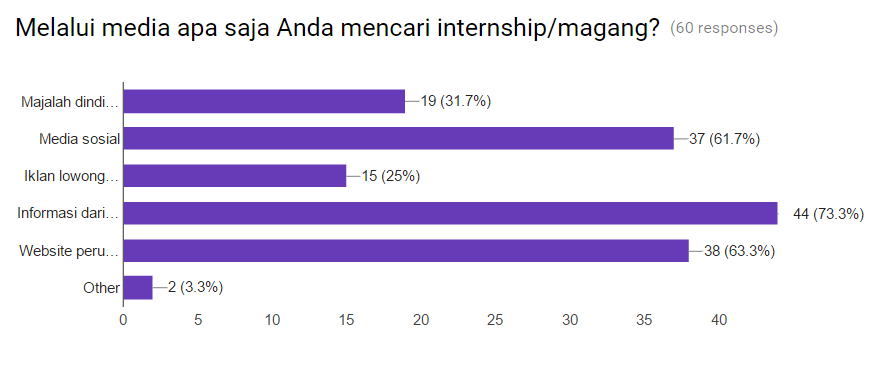 Melalui media apa saja Anda mencari internship/magang? (60 responses)
Majalah dindi... 19 (31.7%)
Media sosial 37 (61.7%)
Iklan lowong... 15 (25%)
Informasi dari... 44 (73.3%)
Website peru... 38 (63.3%)
Other 2 (3.3%)
0 5 10 15 20 25 30 35 40